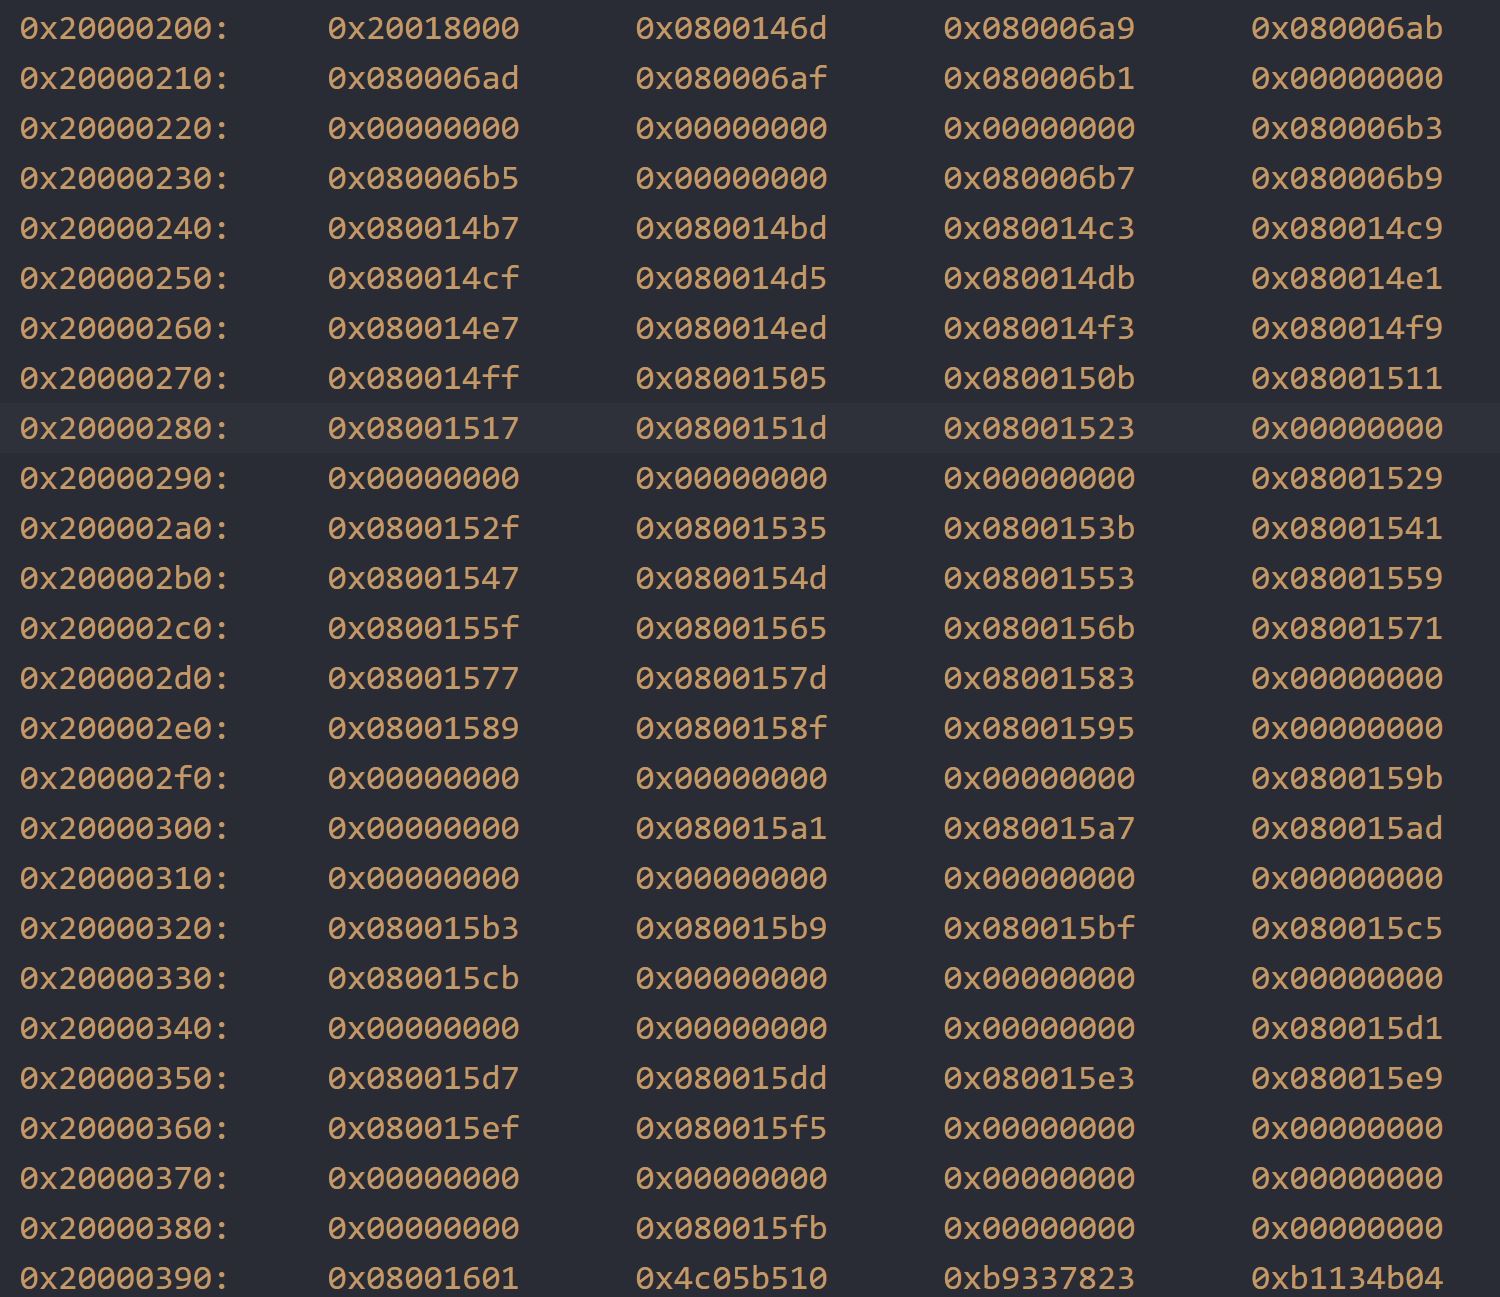 0x20000200: 0x20018000 0x0800146d 0x080006a9 0x080006ab
0x20000210: 0x080006ad 0x080006af 0x080006b1 0x00000000
0x20000220: 0x00000000 0x00000000 0x00000000 0x080006b3
0x20000230: 0x080006b5 0x00000000 0x080006b7 0x080006b9
0x20000240: 0x080014b7 0x080014bd 0x080014c3 0x080014c9
0x20000250: 0x080014cf 0x080014d5 0x080014db 0x080014e1
0x20000260: 0x080014e7 0x080014ed 0x080014f3 0x080014f9
0x20000270: 0x080014ff 0x08001505 0x0800150b 0x08001511
0x20000280: 0x08001517 0x0800151d 0x08001523 0x00000000
0x20000290: 0x00000000 0x00000000 0x00000000 0x08001529
0x200002a0: 0x0800152f 0x08001535 0x0800153b 0x08001541
0x200002b0: 0x08001547 0x0800154d 0x08001553 0x08001559
0x200002c0: 0x0800155f 0x08001565 0x0800156b 0x08001571
0x200002d0: 0x08001577 0x0800157d 0x08001583 0x00000000
0x200002e0: 0x08001589 0x0800158f 0x08001595 0x00000000
0x200002f0: 0x00000000 0x00000000 0x00000000 0x0800159b
0x20000300: 0x00000000 0x080015a1 0x080015a7 0x080015ad
0x20000310: 0x00000000 0x00000000 0x00000000 0x00000000
0x20000320: 0x080015b3 0x080015b9 0x080015bf 0x080015c5
0x20000330: 0x080015cb 0x00000000 0x00000000 0x00000000
0x20000340: 0x00000000 0x00000000 0x00000000 0x080015d1
0x20000350: 0x080015d7 0x080015dd 0x080015e3 0x080015e9
0x20000360: 0x080015ef 0x080015f5 0x00000000 0x00000000
0x20000370: 0x00000000 0x00000000 0x00000000 0x00000000
0x20000380: 0x00000000 0x080015fb 0x00000000 0x00000000
0x20000390: 0x08001601 0x4c05b510 0xb9337823 0xb1134b04